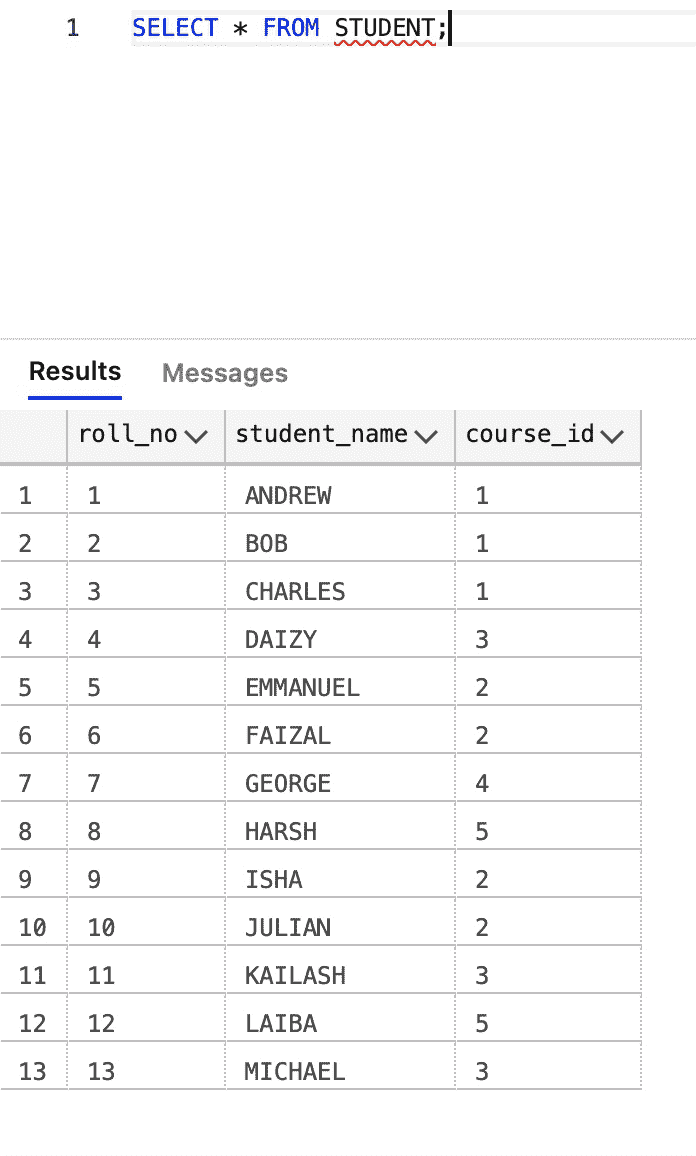 1 SELECT * FROM STUDENT;
Results Messages
roll_no student_name course_id
1 1 ANDREW 1
2 2 BOB 1
3 3 CHARLES 1
4 4 DAIZY 3
5 5 EMMANUEL 2
6 6 FAIZAL 2
7 7 GEORGE 4
8 8 HARSH 5
9 9 ISHA 2
10 10 JULIAN 2
11 11 KAILASH 3
12 12 LAIBA 5
13 13 MICHAEL 3